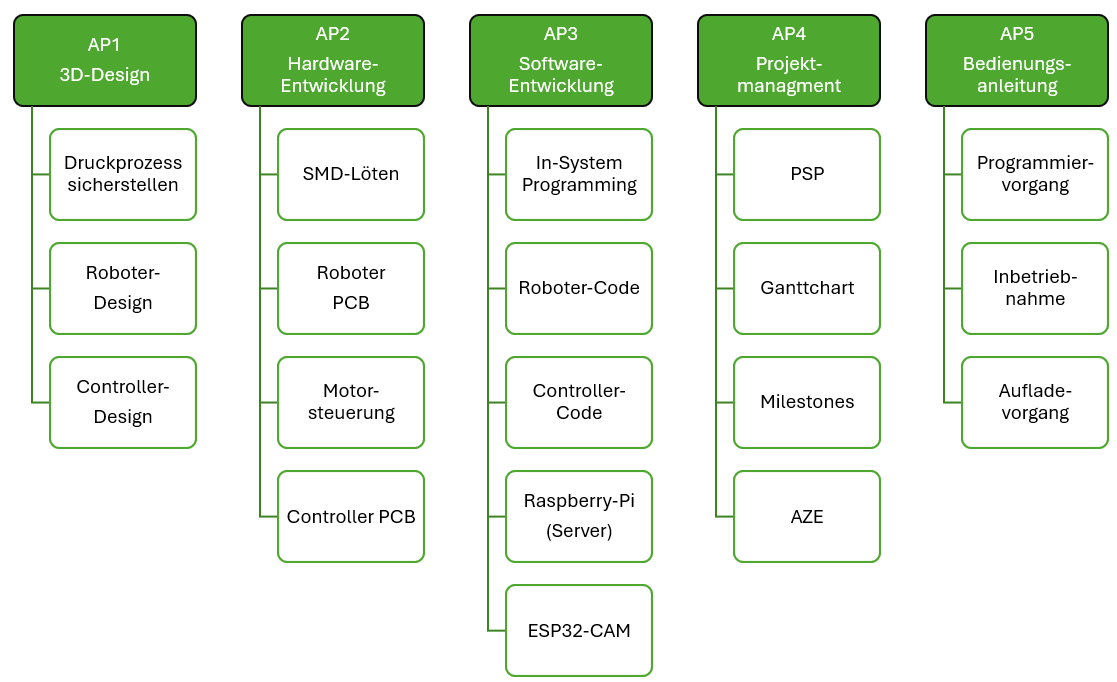 AP1
3D-Design
Druckprozess
sicherstellen
Roboter-
Design
Controller-
Design
AP2
Hardware-
Entwicklung
SMD-Löten
Roboter
PCB
Motor-
steuerung
Controller PCB
AP3
Software-
Entwicklung
In-System
Programming
Roboter-Code
Controller-
Code
Raspberry-Pi
(Server)
ESP32-CAM
AP4
Projekt-
managment
PSP
Ganttchart
Milestones
AZE
AP5
Bedienungs-
anleitung
Programmier-
vorgang
Inbetrieb-
nahme
Auflade-
vorgang